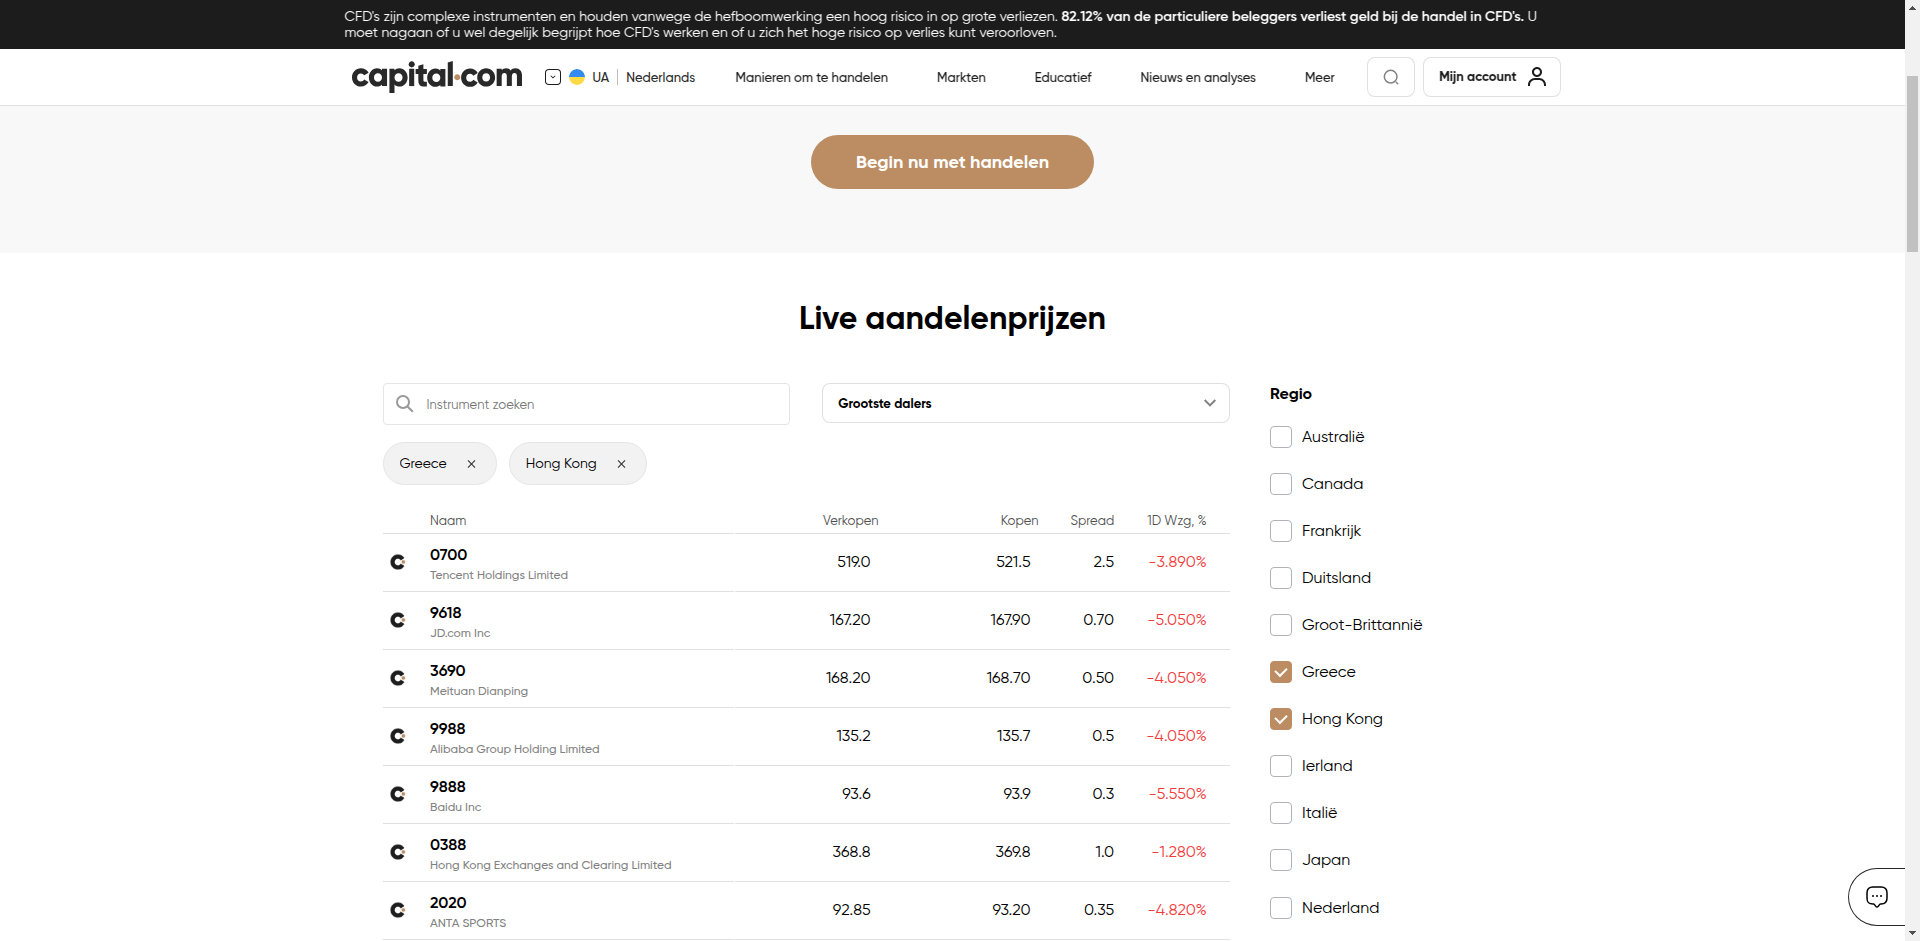 CFD's zijn complexe instrumenten en houden vanwege de hefboomwerking een hoog risico in op grote verliezen. 82.12% van de particuliere beleggers verliest geld bij de handel in CFD's. U
moet nagaan of u wel degelijk begrijpt hoe CFD's werken en of u zich het hoge risico op verlies kunt veroorloven.
capital.com UA Nederlands Manieren om te handelen Markten Educatief Nieuws en analyses Meer Mijn account
Begin nu met handelen
Live aandelenprijzen
Instrument zoeken
Grootste dalers
Greece
Hong Kong
Naam Verkopen Kopen Spread 1D Wzg, %
0700 519.0 521.5 2.5 -3.890%
Tencent Holdings Limited
9618 167.20 167.90 0.70 -5.050%
JD.com Inc
3690 168.20 168.70 0.50 -4.050%
Meituan Dianping
9988 135.2 135.7 0.5 -4.050%
Alibaba Group Holding Limited
9888 93.6 93.9 0.3 -5.550%
Baidu Inc
0388 368.8 369.8 1.0 -1.280%
Hong Kong Exchanges and Clearing Limited
2020 92.85 93.20 0.35 -4.820%
ANTA SPORTS
Regio
Australië
Canada
Frankrijk
Duitsland
Groot-Brittannië
Greece
Hong Kong
Ierland
Italië
Japan
Nederland